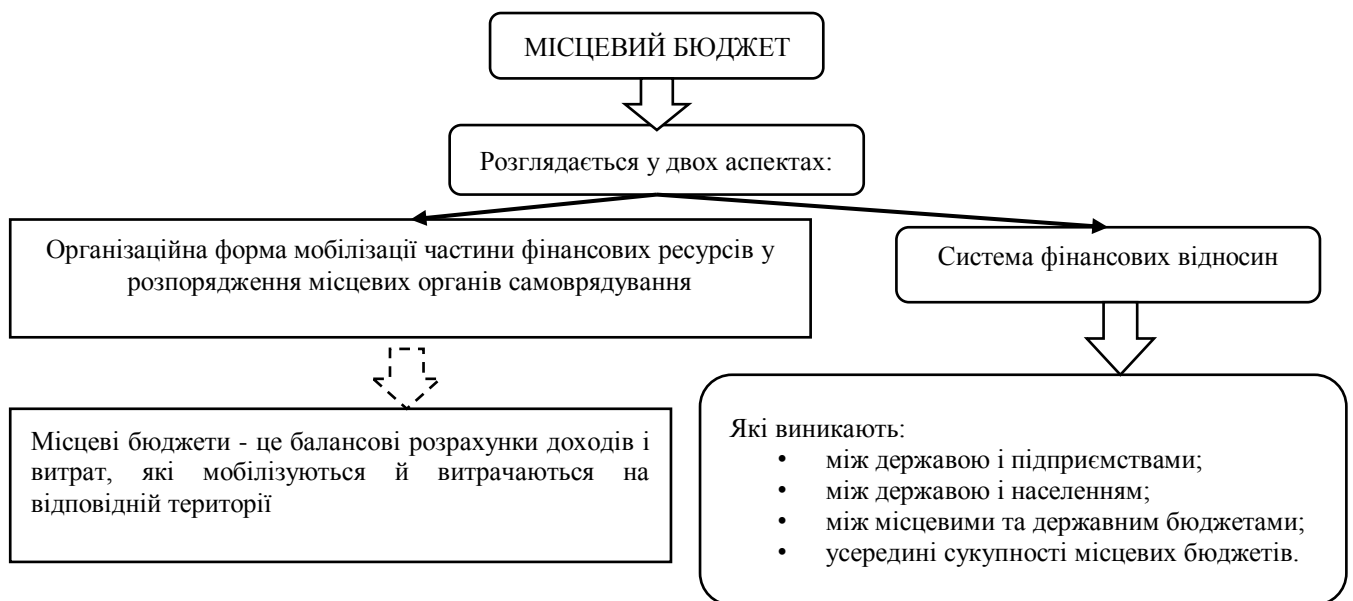 МІСЦЕВИЙ БЮДЖЕТ
Розглядається у двох аспектах:
Організаційна форма мобілізації частини фінансових ресурсів у
розпорядження місцевих органів самоврядування
Система фінансових відносин
Місцеві бюджети - це балансові розрахунки доходів і
витрат, які мобілізуються й витрачаються на
відповідній території
Які виникають:
• між державою і підприємствами;
• між державою і населенням;
• між місцевими та державним бюджетами;
• усередині сукупності місцевих бюджетів.